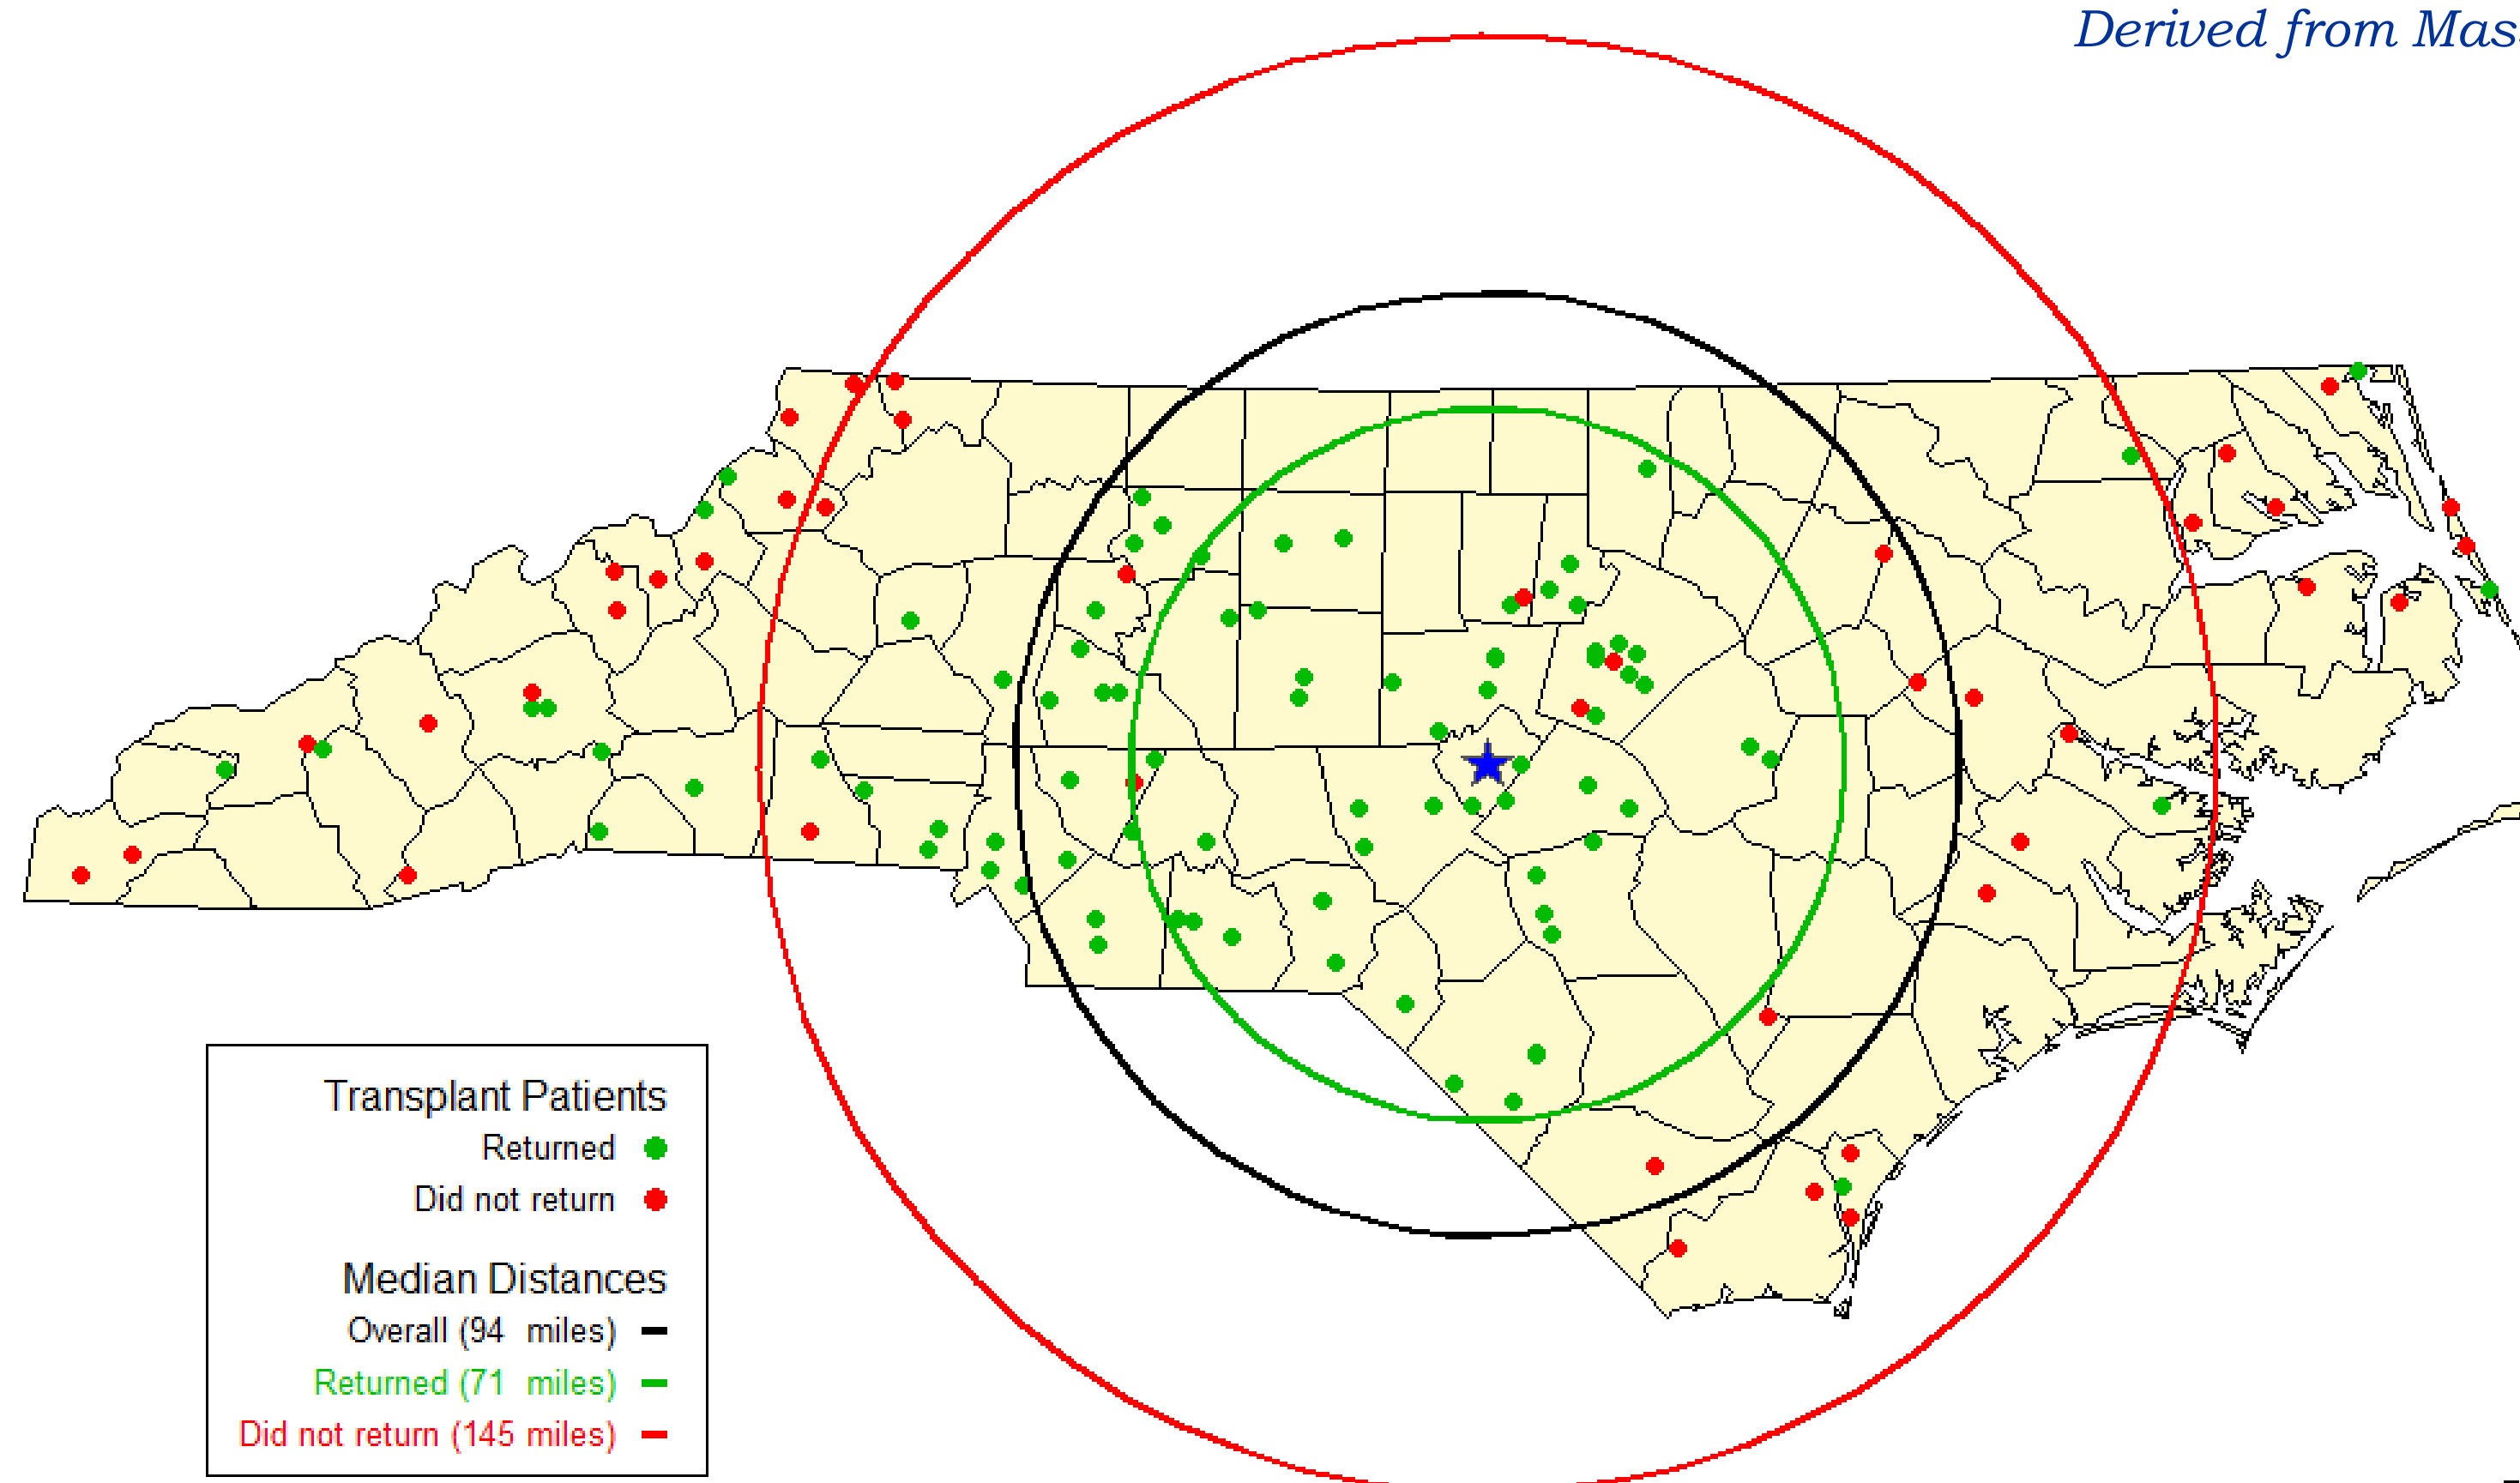 Derived from Mas
Transplant Patients
Returned
Did not return
Median Distances
Overall (94 miles)
Returned (71 miles)
Did not return (145 miles)